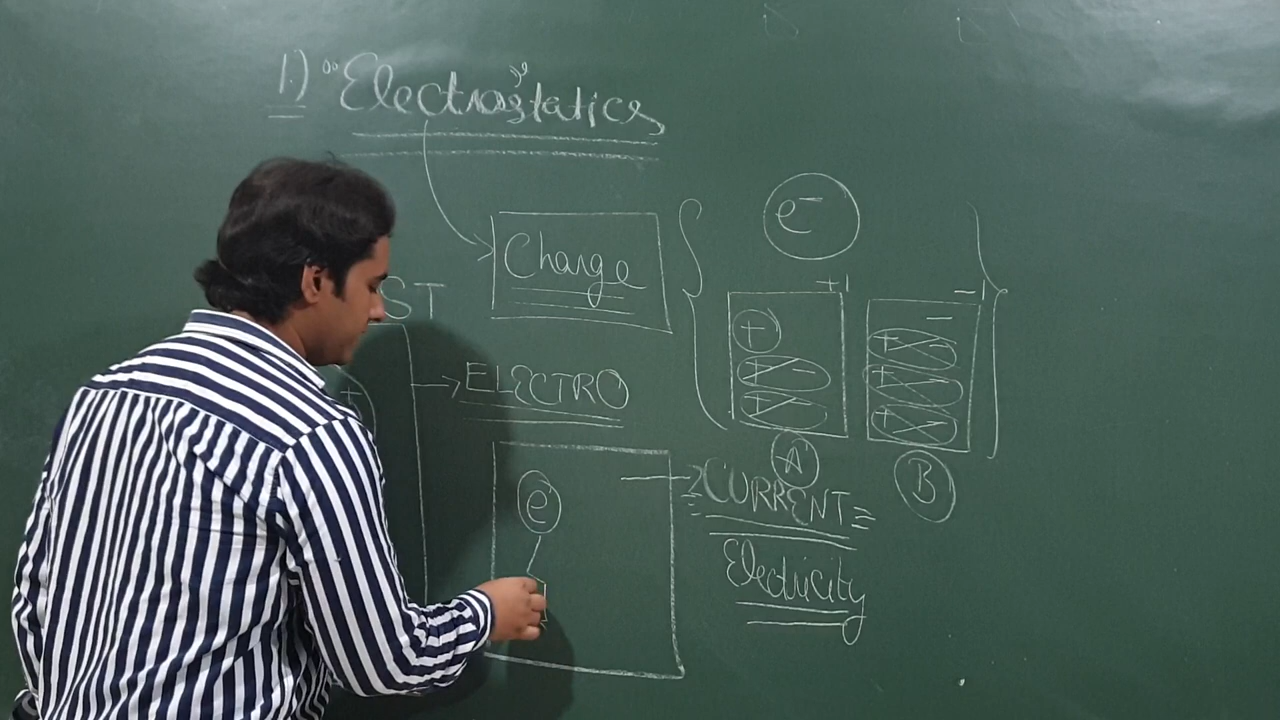 1.) "Electrostatics"
e⁻
Charge
+1
-1
+
-
+ -
+ -
+ -
+ -
+ -
ST
+
ELECTRO
A
B
e⁻
CURRENT
Electricity